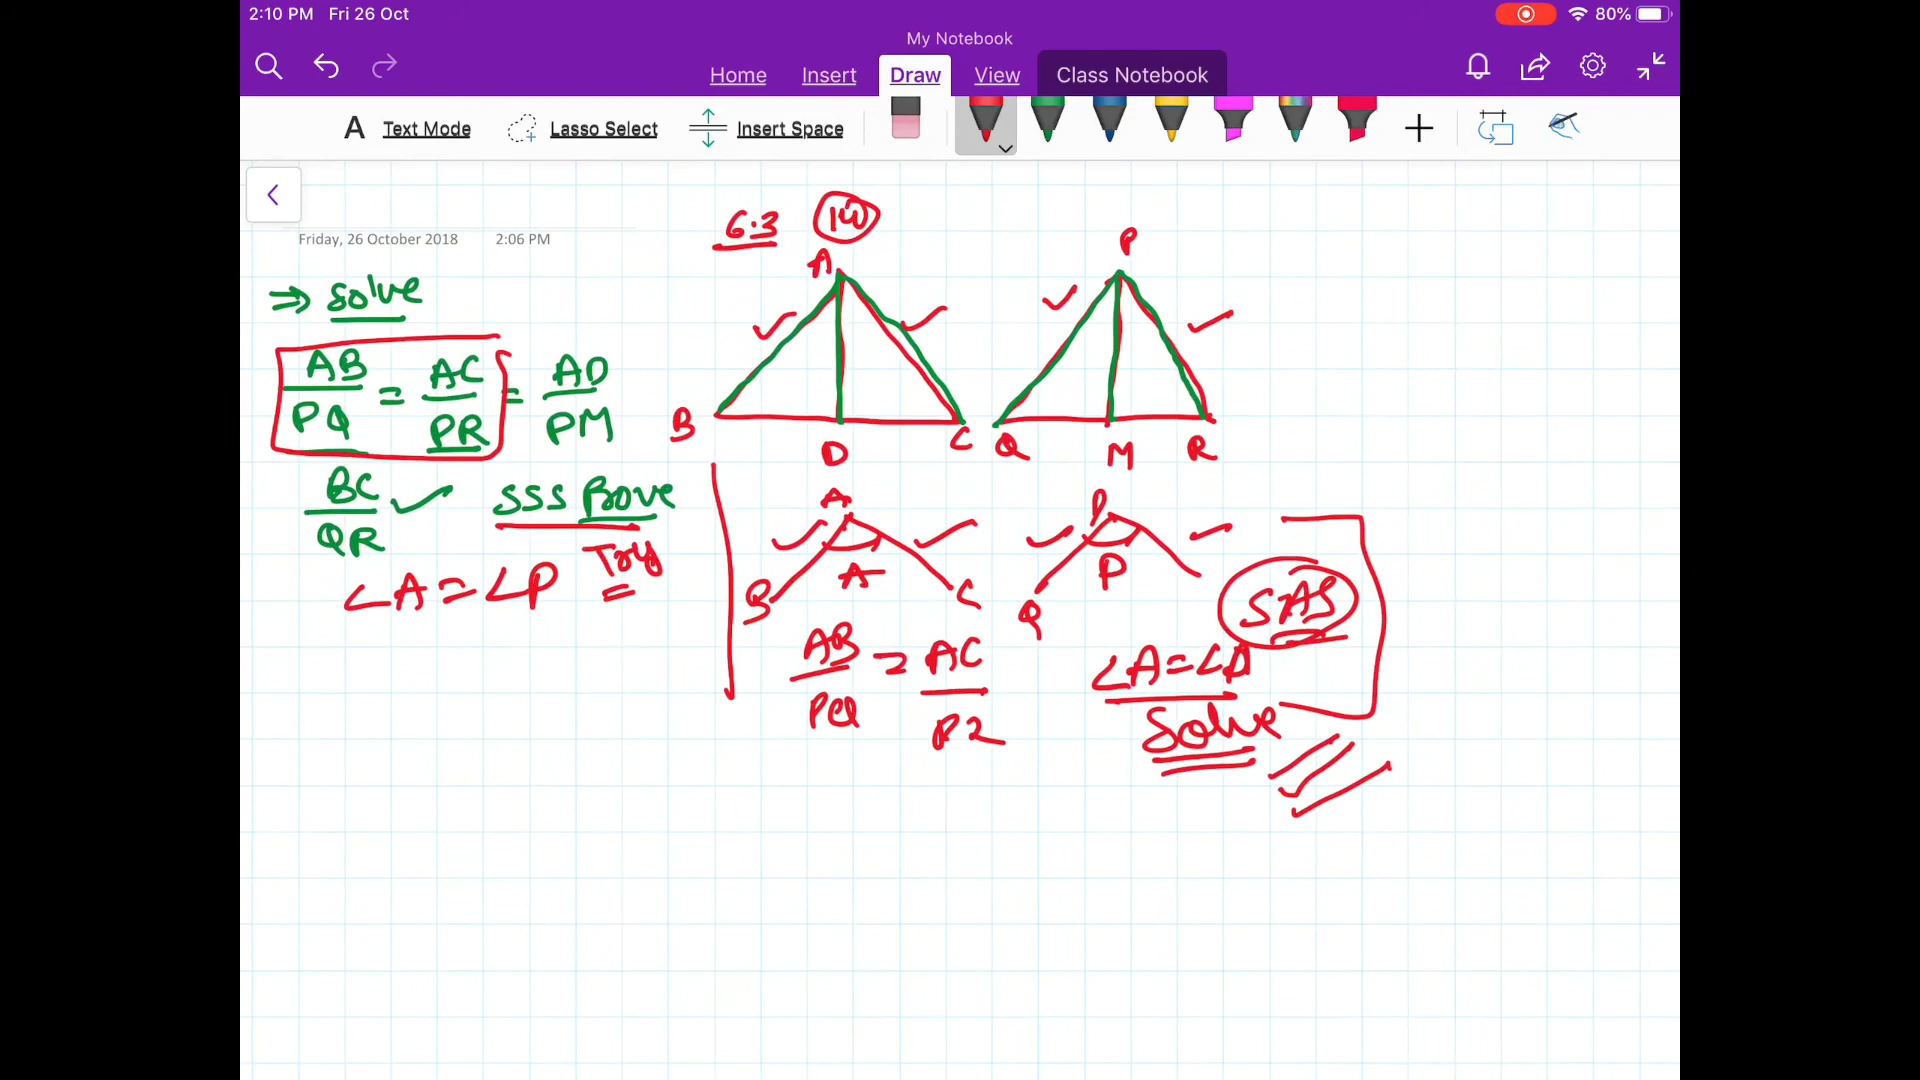 2:10 PM Fri 26 Oct
80%
My Notebook
Home Insert Draw View Class Notebook
A Text Mode Lasso Select Insert Space
Friday, 26 October 2018 2:06 PM
6.3
A
P
⇒ solve
AB/PQ = AC/PR = AD/PM
B D C Q M R
BC/QR ✓ SSS Prove
Try
∠A = ∠P
A P
A P
B C Q
SAS
AB/PQ = AC/PR
∠A = ∠P
Solve